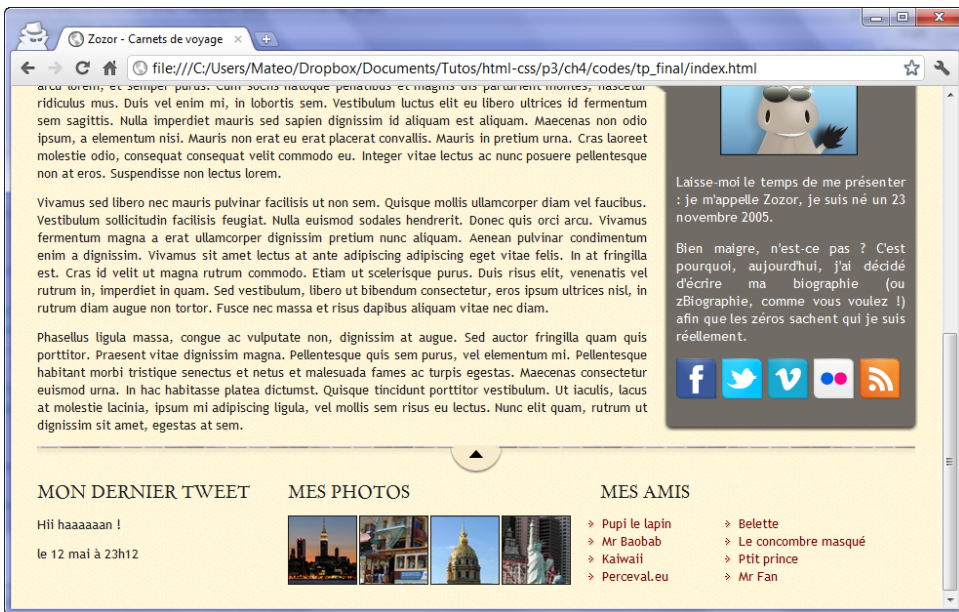 Zozor - Carnets de voyage
file:///C:/Users/Mateo/Dropbox/Documents/Tutos/html-css/p3/ch4/codes/tp_final/index.html
arcu lorem, et semper purus. Cum sociis natoque penatibus et magnis dis parturient montes, nascetur
ridiculus mus. Duis vel enim mi, in lobortis sem. Vestibulum luctus elit eu libero ultrices id fermentum
sem sagittis. Nulla imperdiet mauris sed sapien dignissim id aliquam est aliquam. Maecenas non odio
ipsum, a elementum nisi. Mauris non erat eu erat placerat convallis. Mauris in pretium urna. Cras laoreet
molestie odio, consequat consequat velit commodo eu. Integer vitae lectus ac nunc posuere pellentesque
non at eros. Suspendisse non lectus lorem.
Vivamus sed libero nec mauris pulvinar facilisis ut non sem. Quisque mollis ullamcorper diam vel faucibus.
Vestibulum sollicitudin facilisis feugiat. Nulla euismod sodales hendrerit. Donec quis orci arcu. Vivamus
fermentum magna a erat ullamcorper dignissim pretium nunc aliquam. Aenean pulvinar condimentum
enim a dignissim. Vivamus sit amet lectus at ante adipiscing adipiscing eget vitae felis. In at fringilla
est. Cras id velit ut magna rutrum commodo. Etiam ut scelerisque purus. Duis risus elit, venenatis vel
rutrum in, imperdiet in quam. Sed vestibulum, libero ut bibendum consectetur, eros ipsum ultrices nisl, in
rutrum diam augue non tortor. Fusce nec massa et risus dapibus aliquam vitae nec diam.
Phasellus ligula massa, congue ac vulputate non, dignissim at augue. Sed auctor fringilla quam quis
porttitor. Praesent vitae dignissim magna. Pellentesque quis sem purus, vel elementum mi. Pellentesque
habitant morbi tristique senectus et netus et malesuada fames ac turpis egestas. Maecenas consectetur
euismod urna. In hac habitasse platea dictumst. Quisque tincidunt porttitor vestibulum. Ut iaculis, lacus
at molestie lacinia, ipsum mi adipiscing ligula, vel mollis sem risus eu lectus. Nunc elit quam, rutrum ut
dignissim sit amet, egestas at sem.
Laisse-moi le temps de me présenter
: je m'appelle Zozor, je suis né un 23
novembre 2005.
Bien maigre, n'est-ce pas ? C'est
pourquoi, aujourd'hui, j'ai décidé
d'écrire ma biographie (ou
zBiographie, comme vous voulez !)
afin que les zéros sachent qui je suis
réellement.
MON DERNIER TWEET
Hii haaaaaan !
le 12 mai à 23h12
MES PHOTOS
MES AMIS
Pupi le lapin
Mr Baobab
Kaiwaii
Perceval.eu
Belette
Le concombre masqué
Ptit prince
Mr Fan